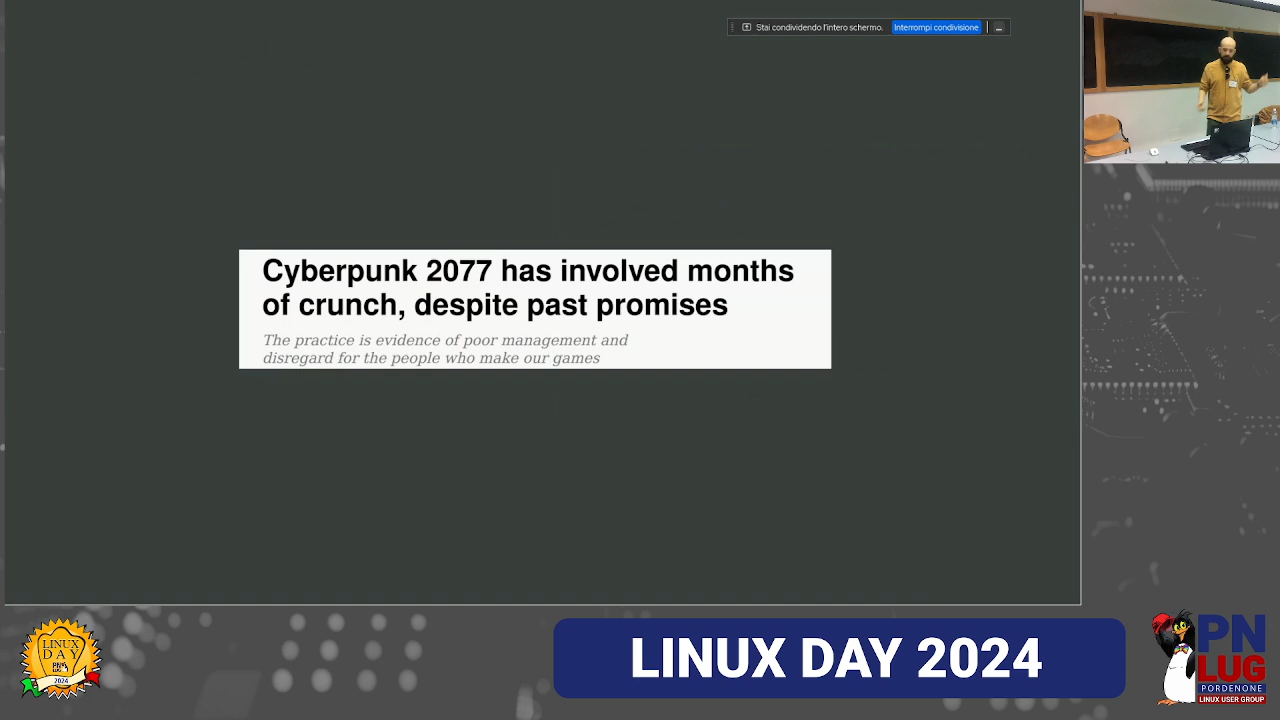 Stai condividendo l'intero schermo. Interrompi condivisione
Cyberpunk 2077 has involved months
of crunch, despite past promises
The practice is evidence of poor management and
disregard for the people who make our games
LINUX
DAY
2024
LINUX DAY 2024
PN
LUG
PORDENONE
LINUX USER GROUP